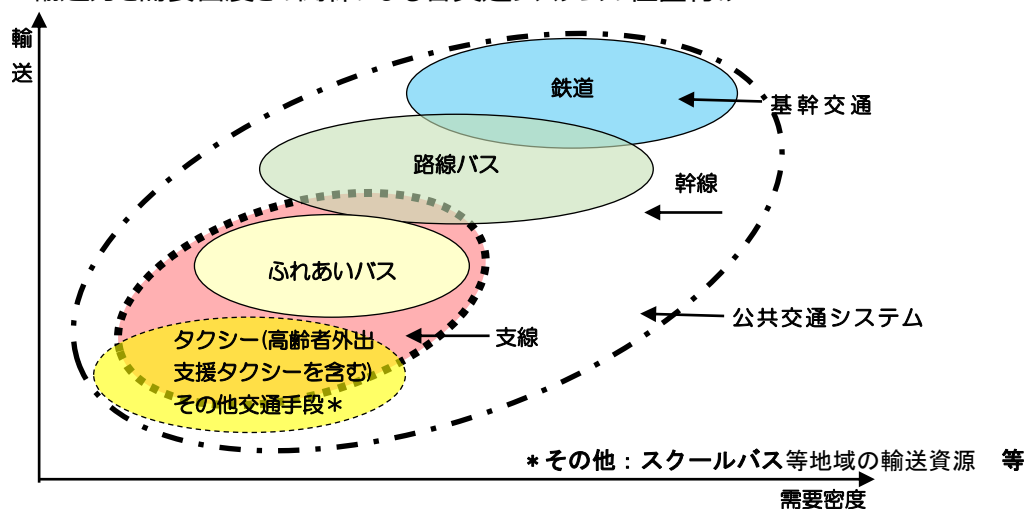 輸
送
鉄道
基幹交通
路線バス
幹線
ふれあいバス
公共交通システム
タクシー(高齢者外出
支援タクシーを含む)
その他交通手段＊
支線
＊その他：スクールバス等地域の輸送資源　等
需要密度